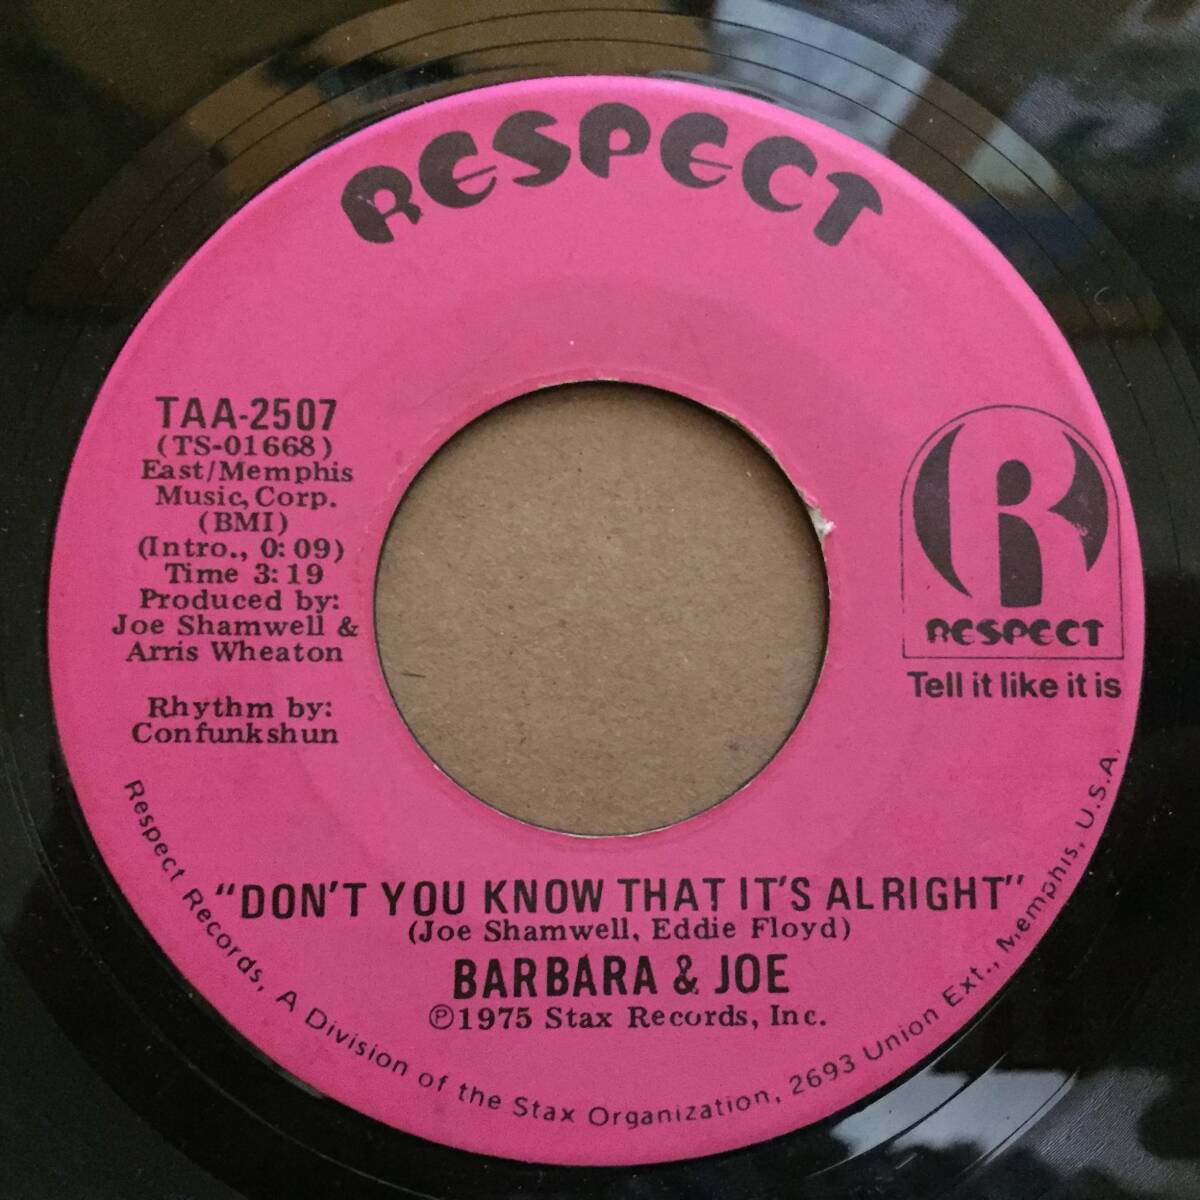 RESPECT
TAA-2507
(TS-01668)
East/Memphis
Music, Corp.
(BMI)
(Intro., 0:09)
Time 3:19
Produced by:
Joe Shamwell &
Arris Wheaton
Rhythm by:
Confunkshun
R
RESPECT
Tell it like it is
"DON'T YOU KNOW THAT IT'S ALRIGHT"
(Joe Shamwell, Eddie Floyd)
BARBARA & JOE
℗1975 Stax Records, Inc.
Respect Records, A Division of the Stax Organization, 2693 Union Ext., Memphis, U.S.A.